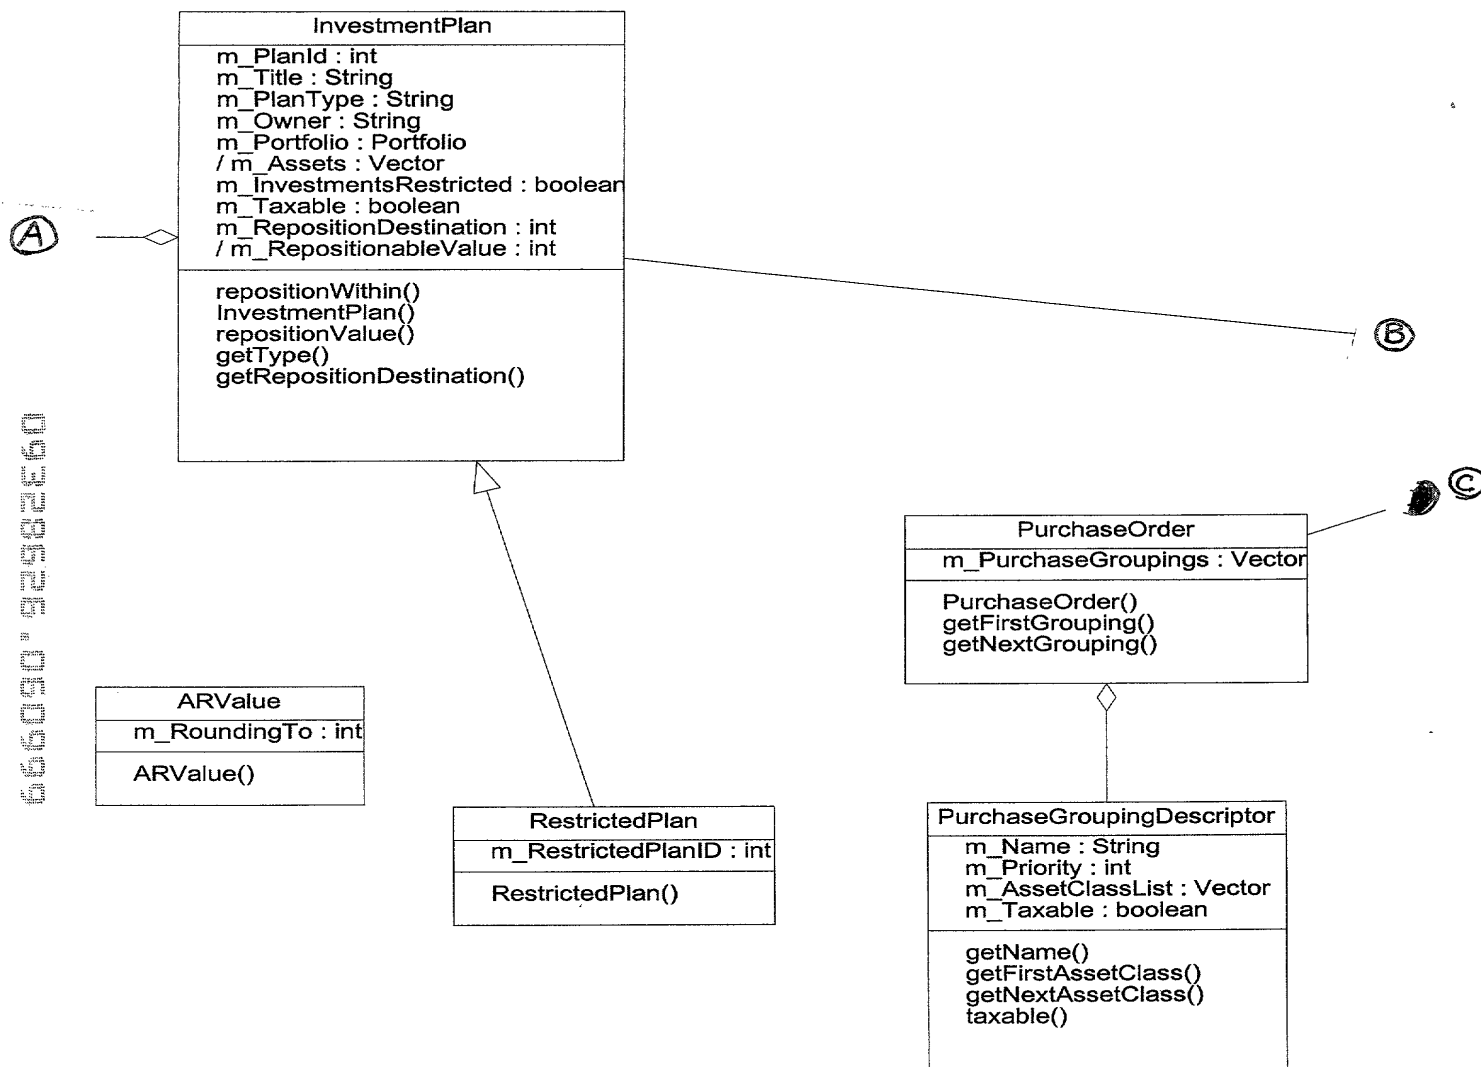 InvestmentPlan
m_PlanId : int
m_Title : String
m_PlanType : String
m_Owner : String
m_Portfolio : Portfolio
/ m_Assets : Vector
m_InvestmentsRestricted : boolean
m_Taxable : boolean
m_RepositionDestination : int
/ m_RepositionableValue : int
repositionWithin()
InvestmentPlan()
repositionValue()
getType()
getRepositionDestination()
A
B
C
PurchaseOrder
m_PurchaseGroupings : Vector
PurchaseOrder()
getFirstGrouping()
getNextGrouping()
ARValue
m_RoundingTo : int
ARValue()
RestrictedPlan
m_RestrictedPlanID : int
RestrictedPlan()
PurchaseGroupingDescriptor
m_Name : String
m_Priority : int
m_AssetClassList : Vector
m_Taxable : boolean
getName()
getFirstAssetClass()
getNextAssetClass()
taxable()